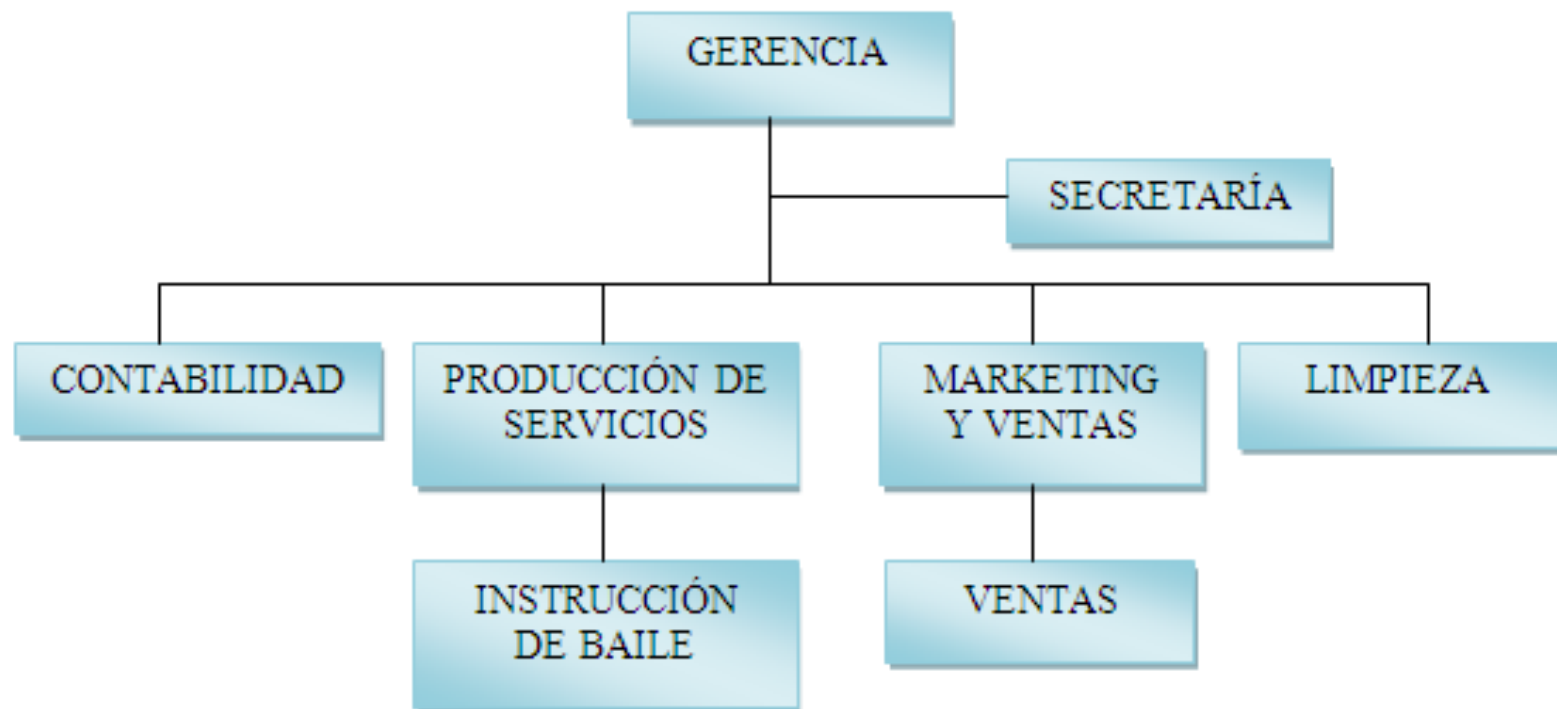 GERENCIA
SECRETARÍA
CONTABILIDAD
PRODUCCIÓN DE
SERVICIOS
MARKETING
Y VENTAS
LIMPIEZA
INSTRUCCIÓN
DE BAILE
VENTAS